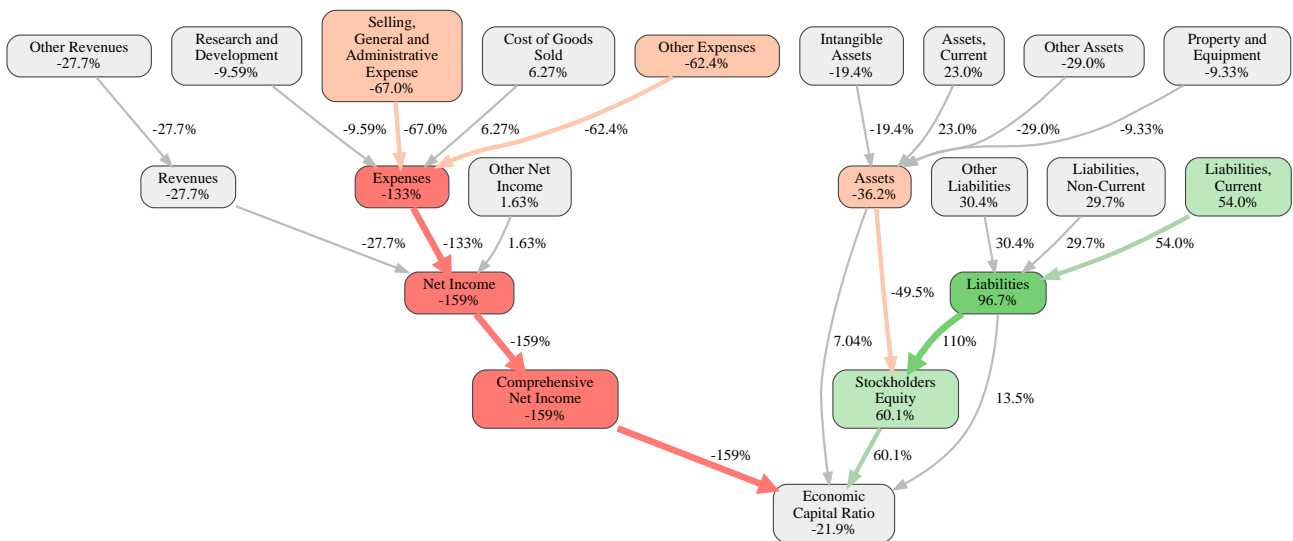 Other Revenues
-27.7%
Research and
Development
-9.59%
Selling,
General and
Administrative
Expense
-67.0%
Cost of Goods
Sold
6.27%
Other Expenses
-62.4%
Intangible
Assets
-19.4%
Assets,
Current
23.0%
Other Assets
-29.0%
Property and
Equipment
-9.33%
-27.7%
-9.59%
-67.0%
6.27%
-62.4%
-19.4%
23.0%
-29.0%
-9.33%
Revenues
-27.7%
Expenses
-133%
Other Net
Income
1.63%
Assets
-36.2%
Other
Liabilities
30.4%
Liabilities,
Non-Current
29.7%
Liabilities,
Current
54.0%
-27.7%
-133%
1.63%
30.4%
29.7%
54.0%
Net Income
-159%
-49.5%
Liabilities
96.7%
-159%
7.04%
110%
Comprehensive
Net Income
-159%
Stockholders
Equity
60.1%
13.5%
-159%
60.1%
Economic
Capital Ratio
-21.9%